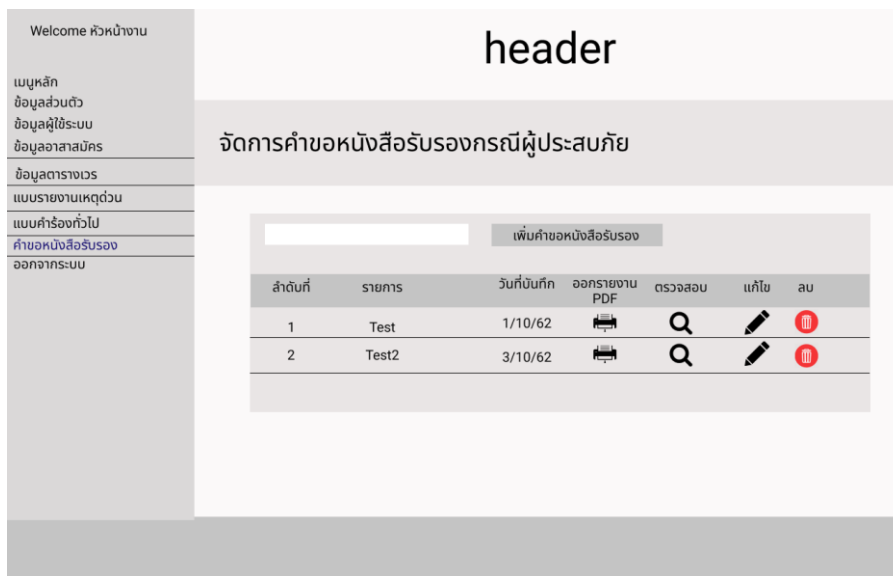 Welcome หัวหน้างาน
header
เมนูหลัก
ข้อมูลส่วนตัว
ข้อมูลผู้ใช้ระบบ
ข้อมูลอาสาสมัคร
ข้อมูลตารางเวร
แบบรายงานเหตุด่วน
แบบคำร้องทั่วไป
คำขอหนังสือรับรอง
ออกจากระบบ
จัดการคำขอหนังสือรับรองกรณีผู้ประสบภัย
เพิ่มคำขอหนังสือรับรอง
ลำดับที่ รายการ วันที่บันทึก ออกรายงาน PDF ตรวจสอบ แก้ไข ลบ
1 Test 1/10/62
2 Test2 3/10/62